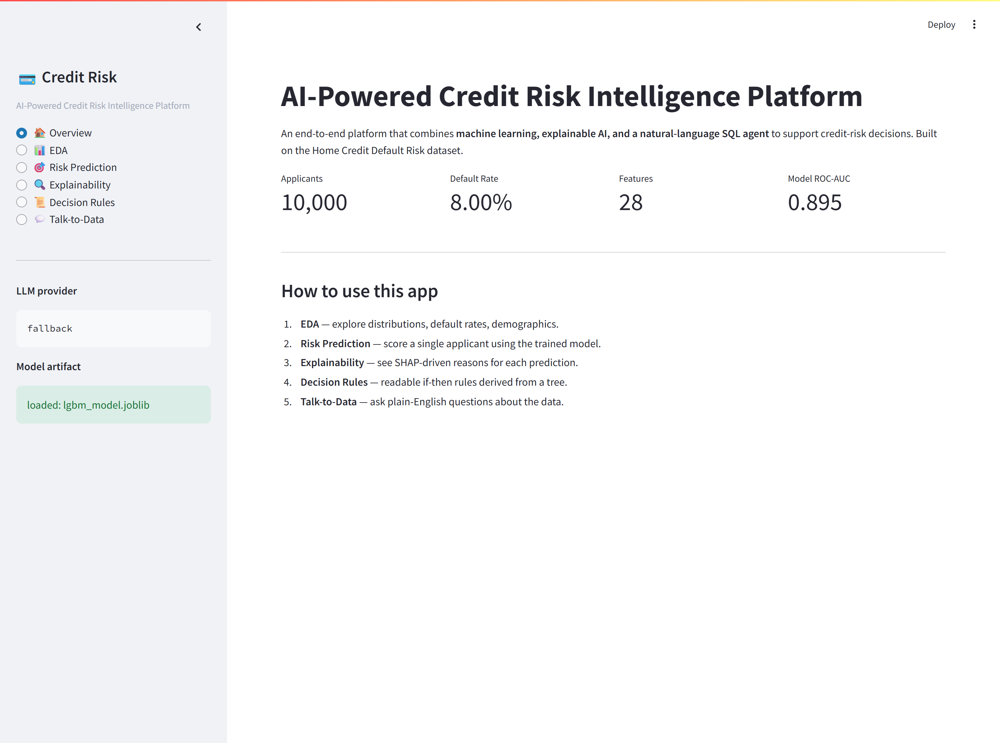 Deploy
Credit Risk
AI-Powered Credit Risk Intelligence Platform
Overview
EDA
Risk Prediction
Explainability
Decision Rules
Talk-to-Data
LLM provider
fallback
Model artifact
loaded: lgbm_model.joblib
AI-Powered Credit Risk Intelligence Platform
An end-to-end platform that combines machine learning, explainable AI, and a natural-language SQL agent to support credit-risk decisions. Built
on the Home Credit Default Risk dataset.
Applicants
10,000
Default Rate
8.00%
Features
28
Model ROC-AUC
0.895
How to use this app
1. EDA — explore distributions, default rates, demographics.
2. Risk Prediction — score a single applicant using the trained model.
3. Explainability — see SHAP-driven reasons for each prediction.
4. Decision Rules — readable if-then rules derived from a tree.
5. Talk-to-Data — ask plain-English questions about the data.